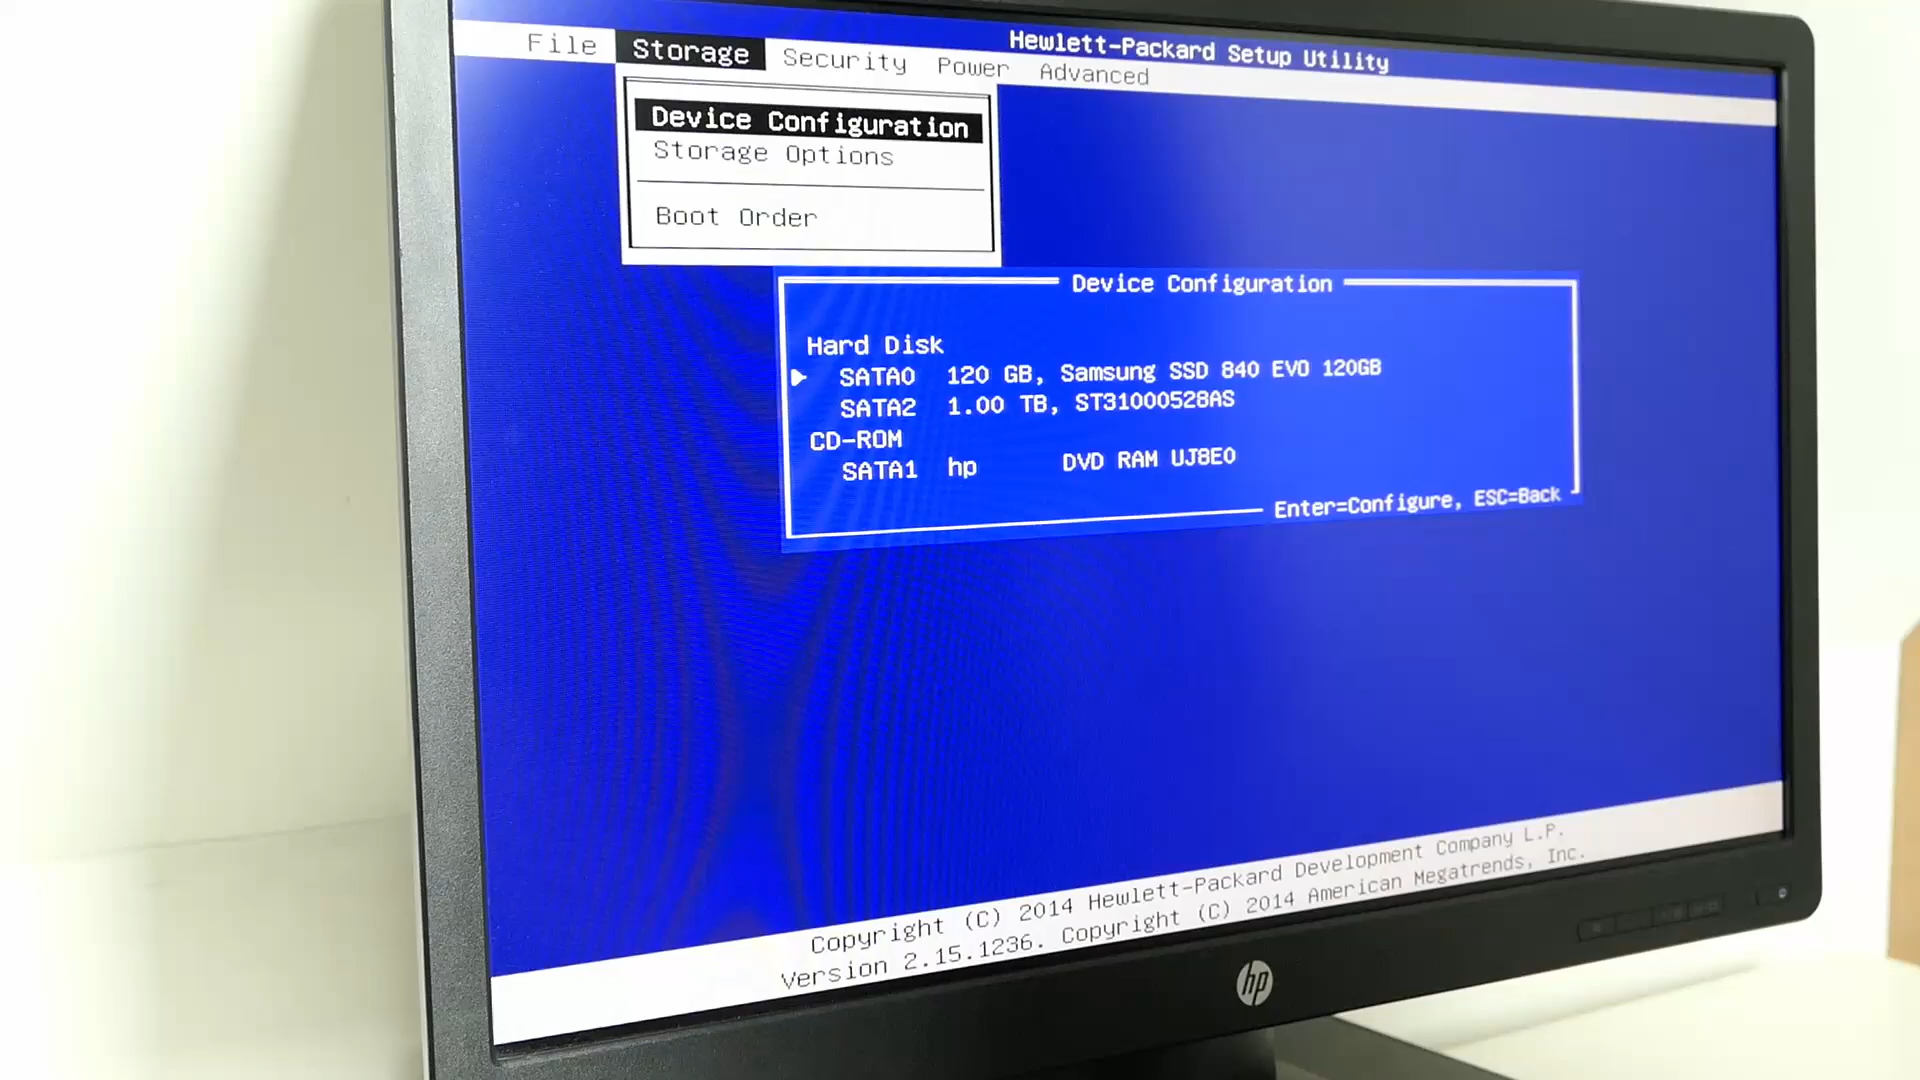 Hewlett-Packard Setup Utility
File Storage Security Power Advanced
Device Configuration
Storage Options
Boot Order
Device Configuration
Hard Disk
SATA0 120 GB, Samsung SSD 840 EVO 120GB
SATA2 1.00 TB, ST31000528AS
CD-ROM
SATA1 hp DVD RAM UJ8E0
Enter=Configure, ESC=Back
Copyright (C) 2014 Hewlett-Packard Development Company L.P.
Version 2.15.1236. Copyright (C) 2014 American Megatrends, Inc.
hp